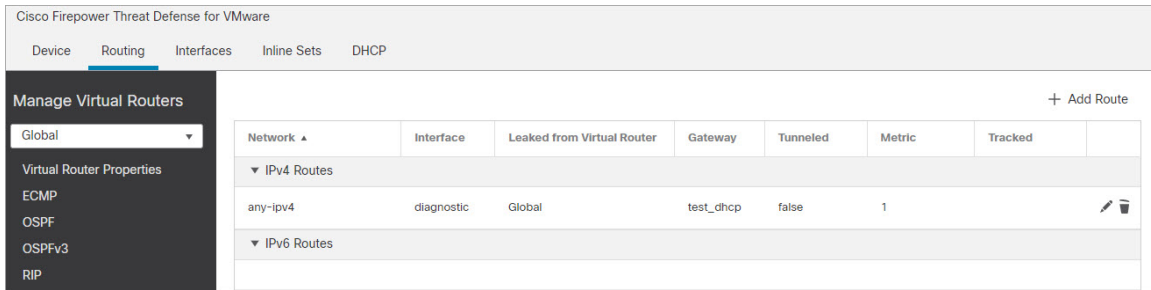 Cisco Firepower Threat Defense for VMware
Device Routing Interfaces Inline Sets DHCP
Manage Virtual Routers
Global
Virtual Router Properties
ECMP
OSPF
OSPFv3
RIP
+ Add Route
Network Interface Leaked from Virtual Router Gateway Tunneled Metric Tracked
IPv4 Routes
any-ipv4 diagnostic Global test_dhcp false 1
IPv6 Routes